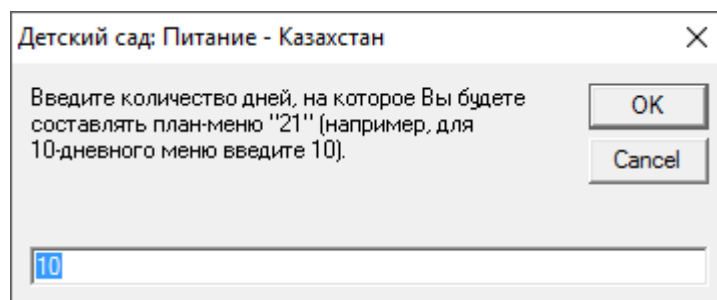 Детский сад: Питание - Казахстан
Введите количество дней, на которое Вы будете
составлять план-меню "21" (например, для
10-дневного меню введите 10).
OK
Cancel
10